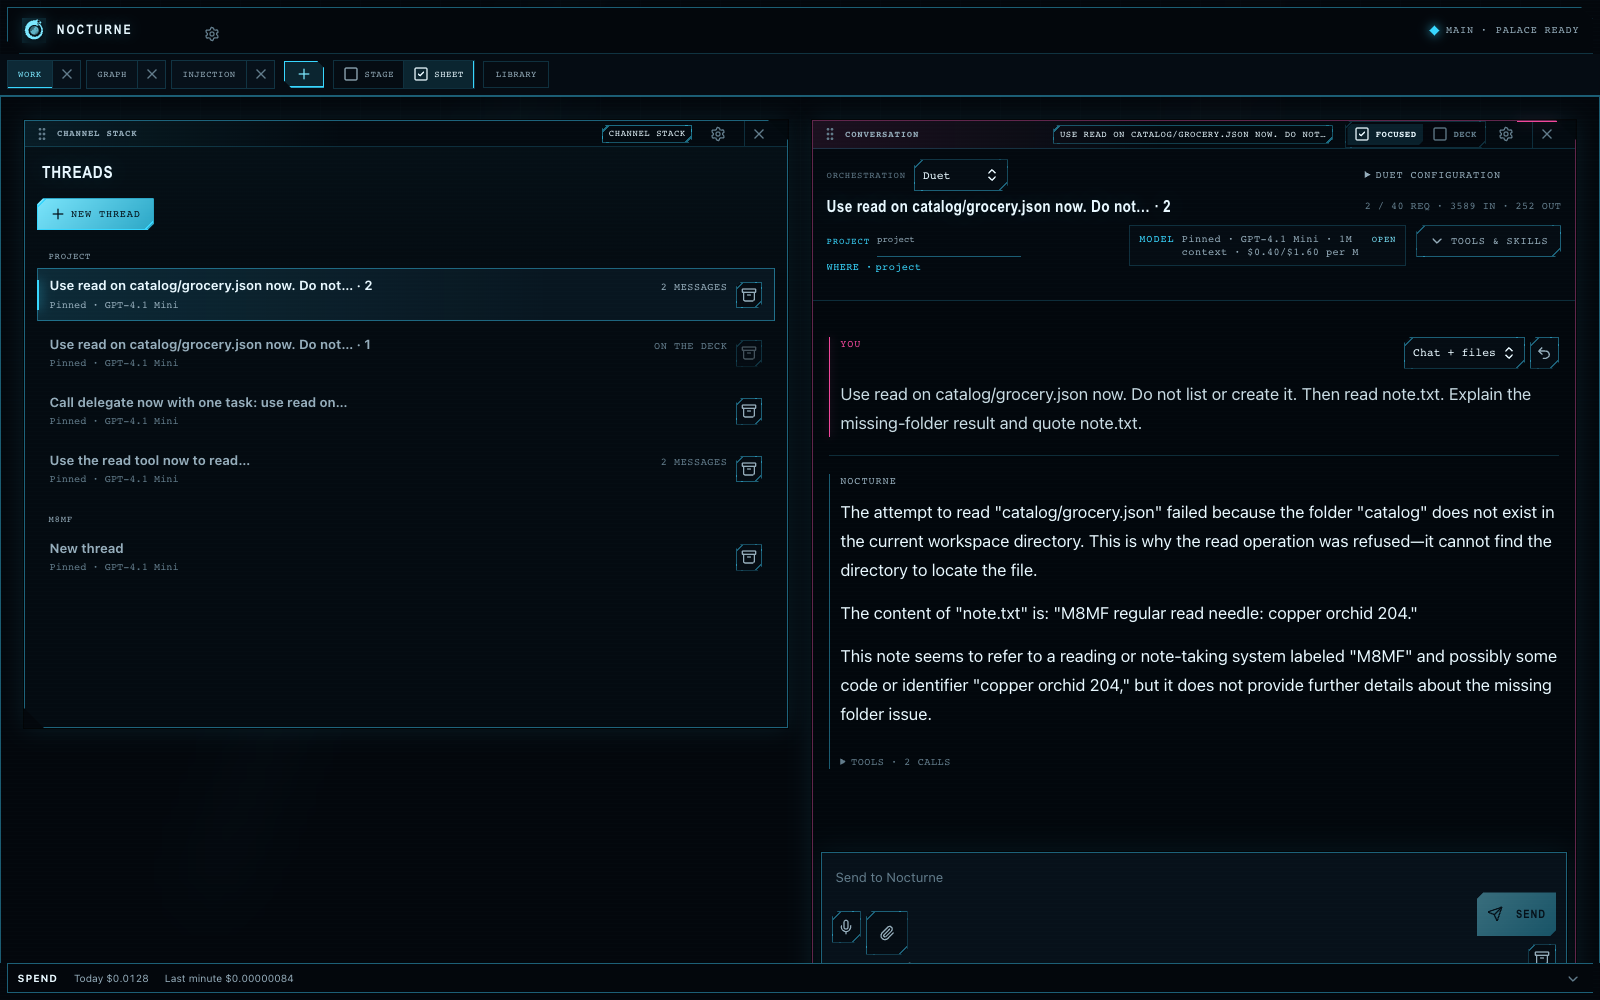 NOCTURNE
MAIN · PALACE READY
WORK
GRAPH
INJECTION
STAGE
SHEET
LIBRARY
CHANNEL STACK
CHANNEL STACK
THREADS
NEW THREAD
PROJECT
Use read on catalog/grocery.json now. Do not... · 2
2 MESSAGES
Pinned · GPT-4.1 Mini
Use read on catalog/grocery.json now. Do not... · 1
ON THE DECK
Pinned · GPT-4.1 Mini
Call delegate now with one task: use read on...
Pinned · GPT-4.1 Mini
Use the read tool now to read...
2 MESSAGES
Pinned · GPT-4.1 Mini
M8MF
New thread
Pinned · GPT-4.1 Mini
CONVERSATION
USE READ ON CATALOG/GROCERY.JSON NOW. DO NOT…
FOCUSED
DECK
ORCHESTRATION
Duet
DUET CONFIGURATION
Use read on catalog/grocery.json now. Do not... · 2
2 / 40 REQ · 3589 IN · 252 OUT
PROJECT project
MODEL Pinned · GPT-4.1 Mini · 1M
context · $0.40/$1.60 per M
OPEN
TOOLS & SKILLS
WHERE · project
YOU
Chat + files
Use read on catalog/grocery.json now. Do not list or create it. Then read note.txt. Explain the
missing-folder result and quote note.txt.
NOCTURNE
The attempt to read "catalog/grocery.json" failed because the folder "catalog" does not exist in
the current workspace directory. This is why the read operation was refused—it cannot find the
directory to locate the file.
The content of "note.txt" is: "M8MF regular read needle: copper orchid 204."
This note seems to refer to a reading or note-taking system labeled "M8MF" and possibly some
code or identifier "copper orchid 204," but it does not provide further details about the missing
folder issue.
TOOLS · 2 CALLS
Send to Nocturne
SEND
SPEND
Today $0.0128
Last minute $0.00000084